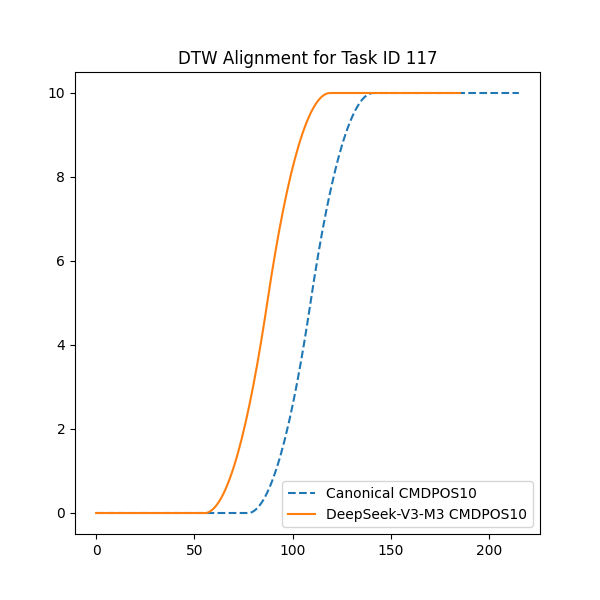 DTW Alignment for Task ID 117
10
8
6
4
2
0
0 50 100 150 200
Canonical CMDPOS10
DeepSeek-V3-M3 CMDPOS10